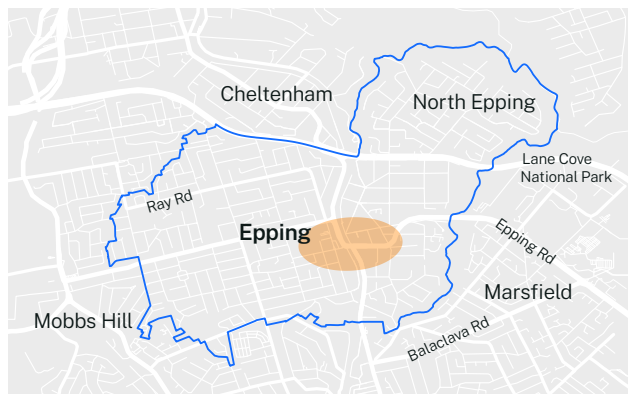 Cheltenham
North Epping
Lane Cove
National Park
Ray Rd
Epping
Epping Rd
Marsfield
Mobbs Hill
Balaclava Rd